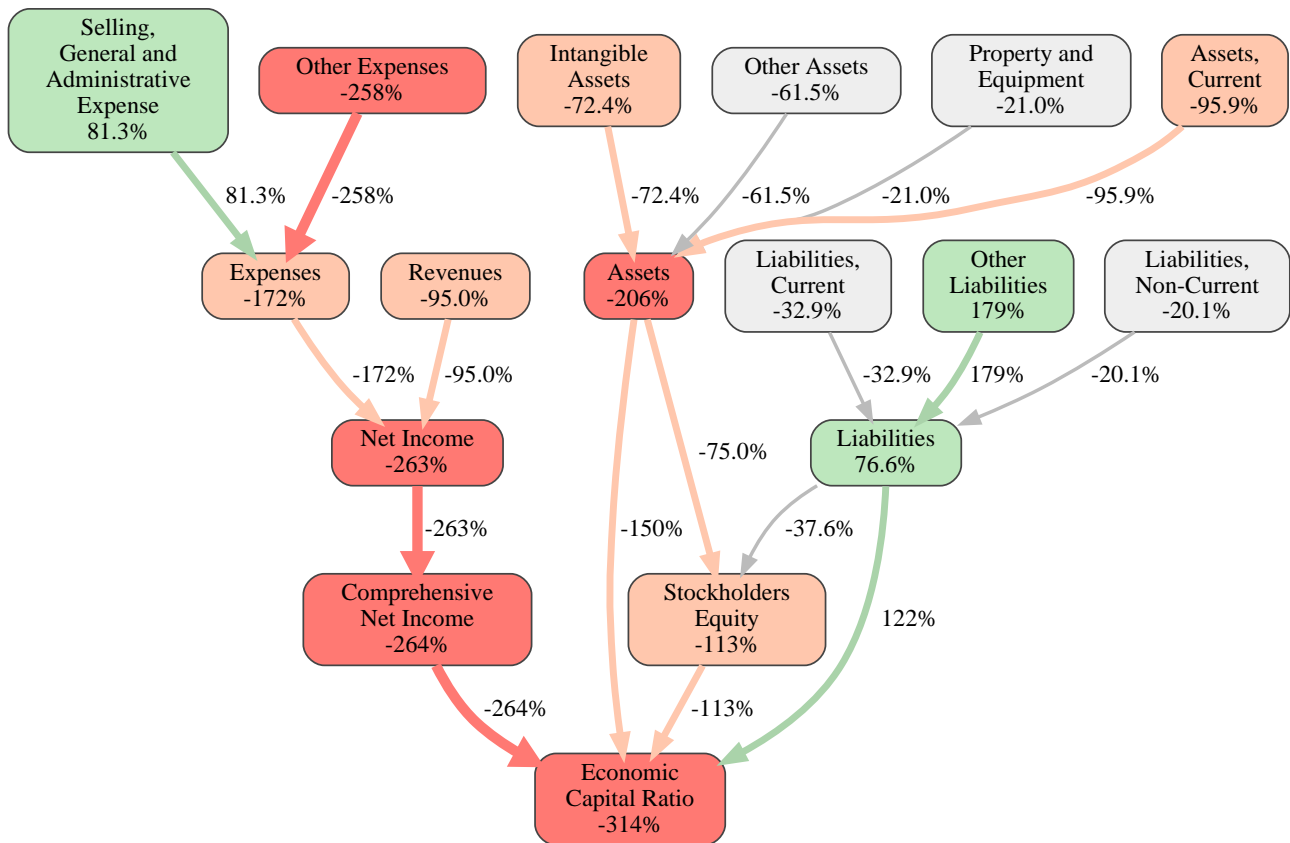 Selling,
General and
Administrative
Expense
81.3%
Other Expenses
-258%
Intangible
Assets
-72.4%
Other Assets
-61.5%
Property and
Equipment
-21.0%
Assets,
Current
-95.9%
81.3%
-258%
-72.4%
-61.5%
-21.0%
-95.9%
Expenses
-172%
Revenues
-95.0%
Assets
-206%
Liabilities,
Current
-32.9%
Other
Liabilities
179%
Liabilities,
Non-Current
-20.1%
-172%
-95.0%
-32.9%
179%
-20.1%
Net Income
-263%
-75.0%
Liabilities
76.6%
-263%
-150%
-37.6%
Comprehensive
Net Income
-264%
Stockholders
Equity
-113%
122%
-264%
-113%
Economic
Capital Ratio
-314%